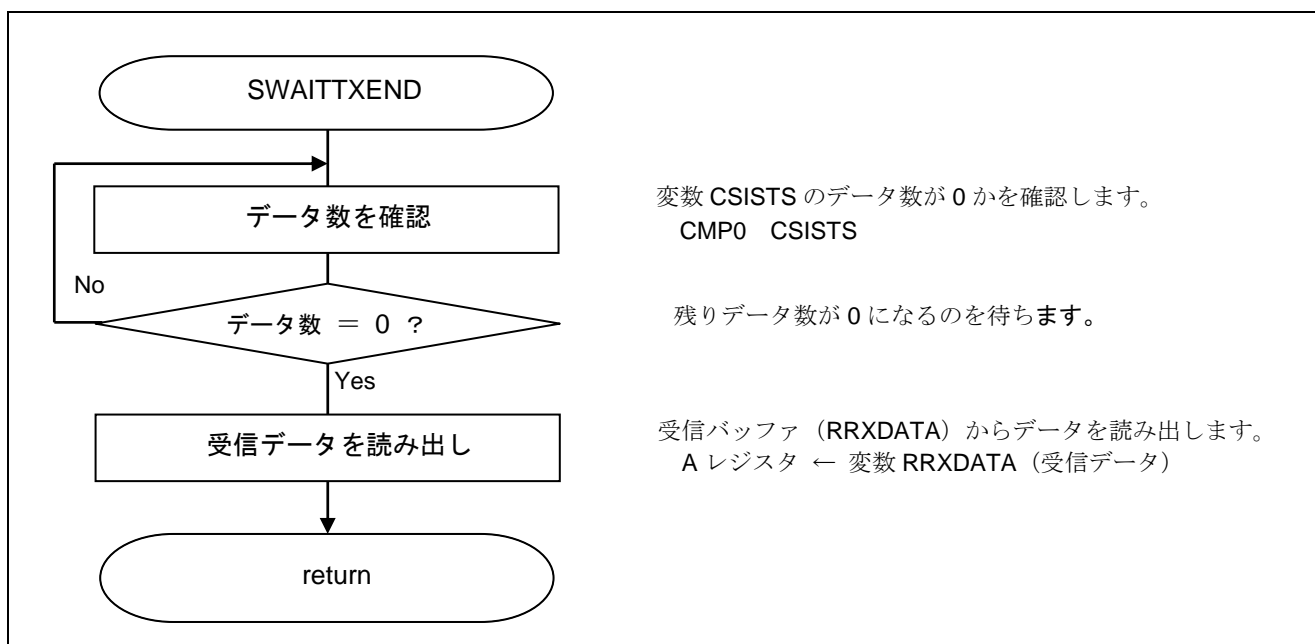 SWAITTXEND
データ数を確認
変数 CSISTS のデータ数が 0 かを確認します。
CMP0 CSISTS
No
データ数 ＝ 0 ？
残りデータ数が 0 になるのを待ちます。
Yes
受信データを読み出し
受信バッファ（RRXDATA）からデータを読み出します。
A レジスタ ← 変数 RRXDATA（受信データ）
return